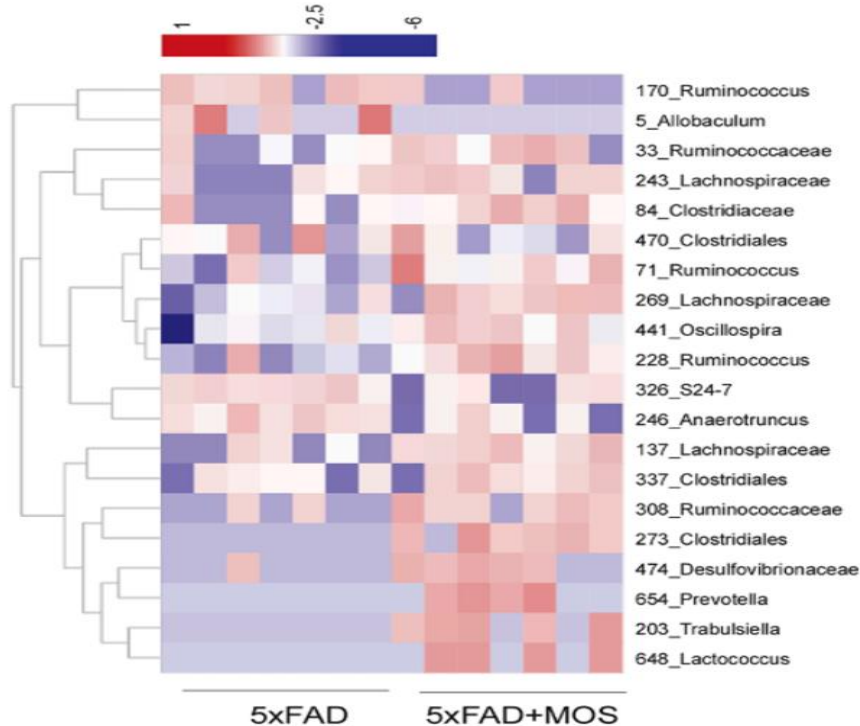 1
-2.5
-6
170_Ruminococcus
5_Allobaculum
33_Ruminococcaceae
243_Lachnospiraceae
84_Clostridiaceae
470_Clostridiales
71_Ruminococcus
269_Lachnospiraceae
441_Oscillospira
228_Ruminococcus
326_S24-7
246_Anaerotruncus
137_Lachnospiraceae
337_Clostridiales
308_Ruminococcaceae
273_Clostridiales
474_Desulfovibrionaceae
654_Prevotella
203_Trabulsiella
648_Lactococcus
5xFAD 5xFAD+MOS